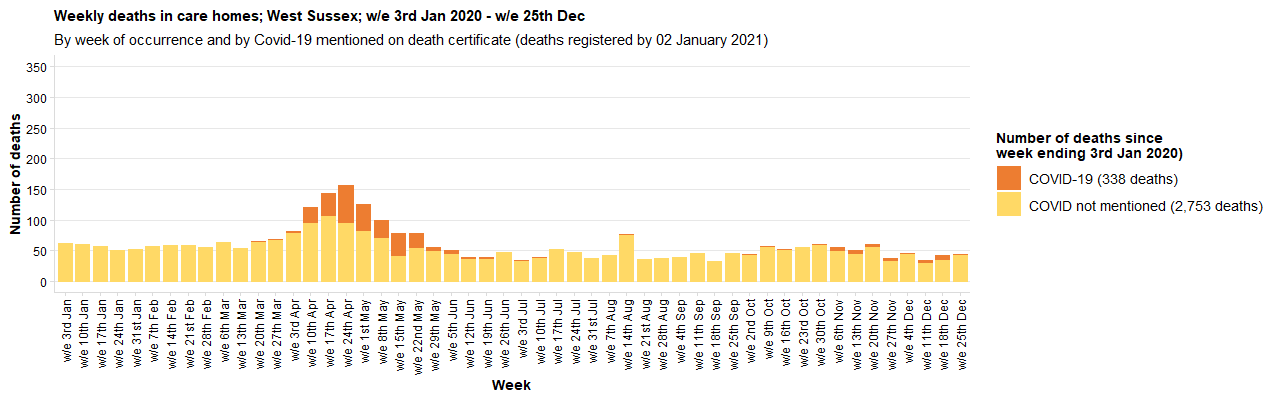 Weekly deaths in care homes; West Sussex; w/e 3rd Jan 2020 - w/e 25th Dec
By week of occurrence and by Covid-19 mentioned on death certificate (deaths registered by 02 January 2021)
Number of deaths
350
300
250
200
150
100
50
0
w/e 3rd Jan
w/e 10th Jan
w/e 17th Jan
w/e 24th Jan
w/e 31st Jan
w/e 7th Feb
w/e 14th Feb
w/e 21st Feb
w/e 28th Feb
w/e 6th Mar
w/e 13th Mar
w/e 20th Mar
w/e 27th Mar
w/e 3rd Apr
w/e 10th Apr
w/e 17th Apr
w/e 24th Apr
w/e 1st May
w/e 8th May
w/e 15th May
w/e 22nd May
w/e 29th May
w/e 5th Jun
w/e 12th Jun
w/e 19th Jun
w/e 26th Jun
w/e 3rd Jul
w/e 10th Jul
w/e 17th Jul
w/e 24th Jul
w/e 31st Jul
w/e 7th Aug
w/e 14th Aug
w/e 21st Aug
w/e 28th Aug
w/e 4th Sep
w/e 11th Sep
w/e 18th Sep
w/e 25th Sep
w/e 2nd Oct
w/e 9th Oct
w/e 16th Oct
w/e 23rd Oct
w/e 30th Oct
w/e 6th Nov
w/e 13th Nov
w/e 20th Nov
w/e 27th Nov
w/e 4th Dec
w/e 11th Dec
w/e 18th Dec
w/e 25th Dec
Week
Number of deaths since
week ending 3rd Jan 2020)
COVID-19 (338 deaths)
COVID not mentioned (2,753 deaths)